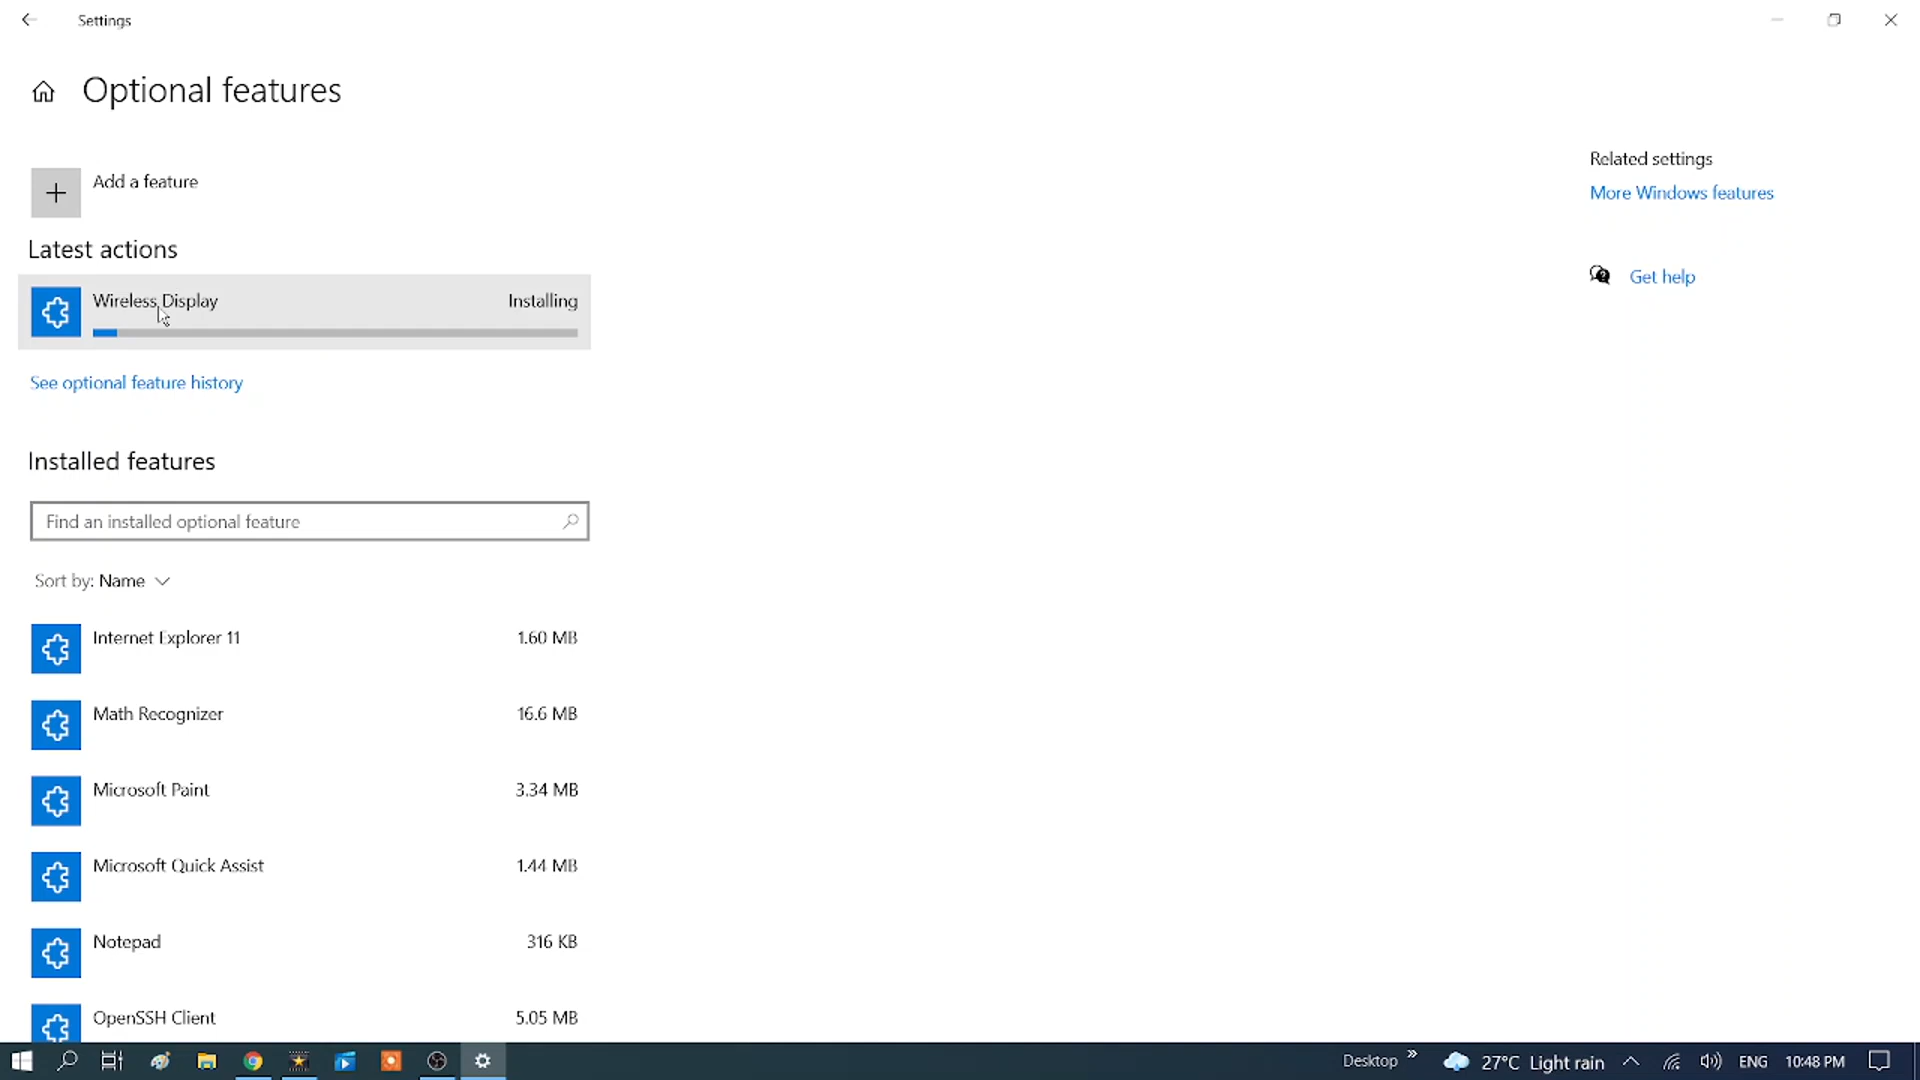 Settings
Optional features
Add a feature
Latest actions
Wireless Display Installing
See optional feature history
Installed features
Find an installed optional feature
Sort by: Name
Internet Explorer 11 1.60 MB
Math Recognizer 16.6 MB
Microsoft Paint 3.34 MB
Microsoft Quick Assist 1.44 MB
Notepad 316 KB
OpenSSH Client 5.05 MB
Related settings
More Windows features
Get help
Desktop » 27°C Light rain ENG 10:48 PM